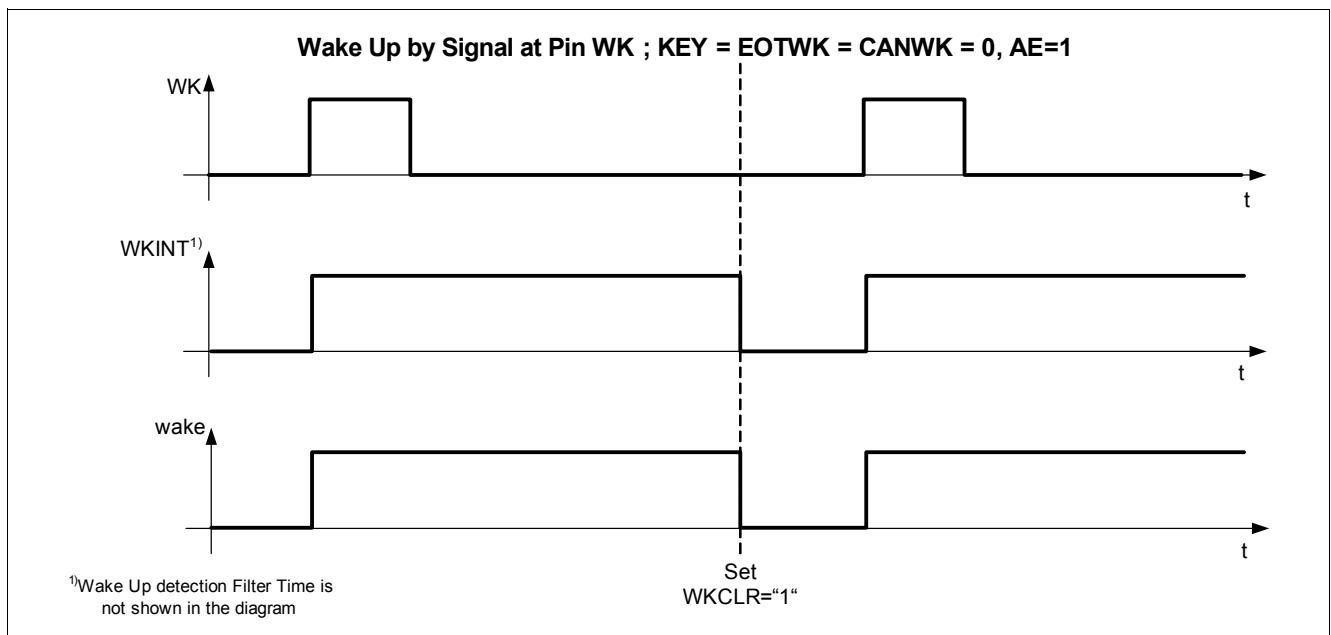 Wake Up by Signal at Pin WK ; KEY = EOTWK = CANWK = 0, AE=1
WK
t
WKINT1)
t
wake
t
Set
WKCLR=“1“
1)Wake Up detection Filter Time is
not shown in the diagram